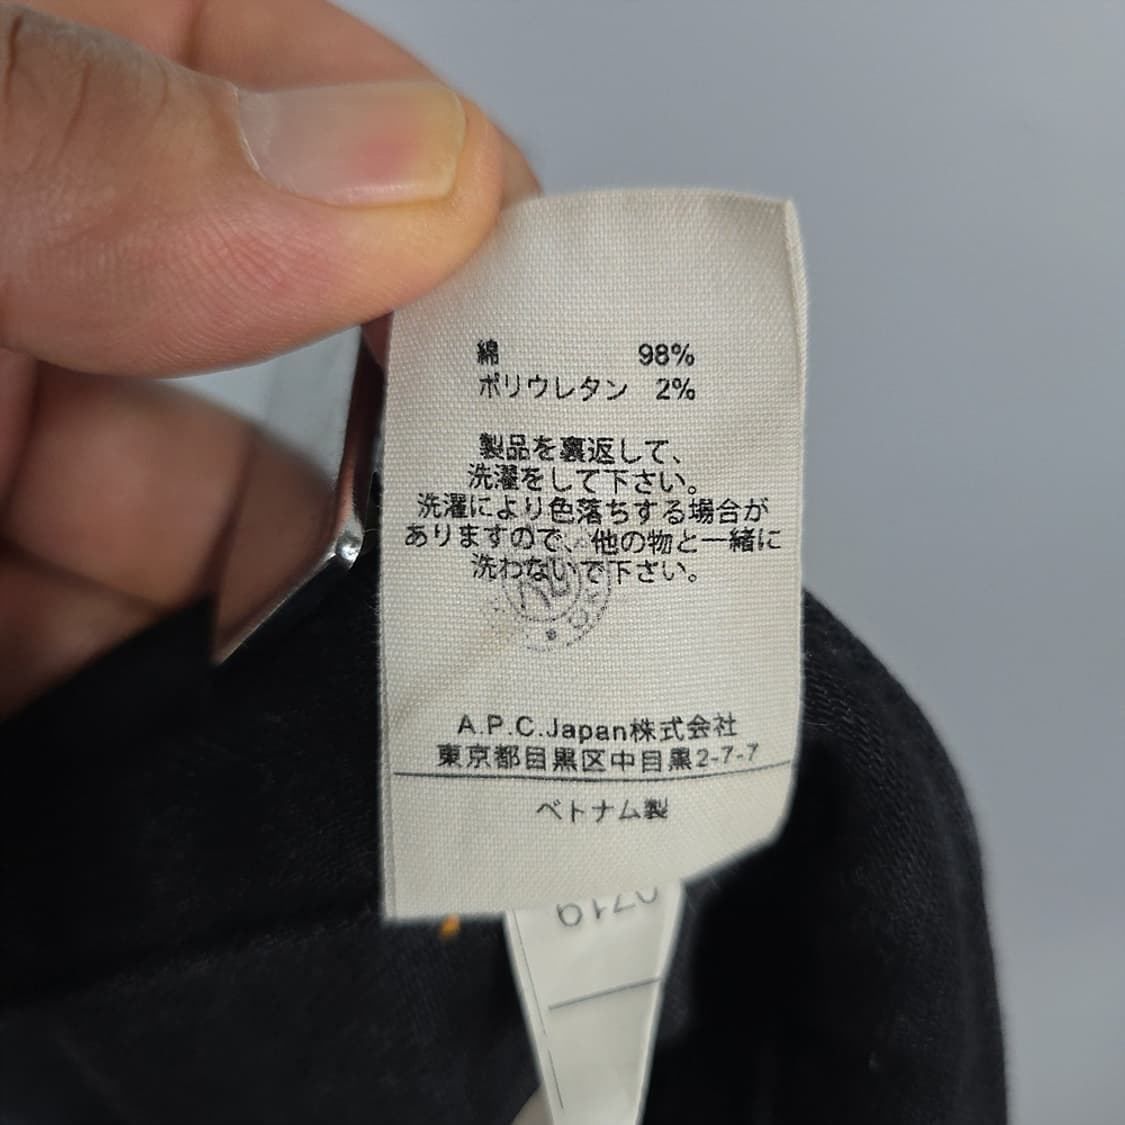 綿 98%
ポリウレタン 2%
製品を裏返して、
洗濯をして下さい。
洗濯により色落ちする場合が
ありますので、他の物と一緒に
洗わないで下さい。
A.P.C.Japan株式会社
東京都目黒区中目黒2-7-7
ベトナム製
0719